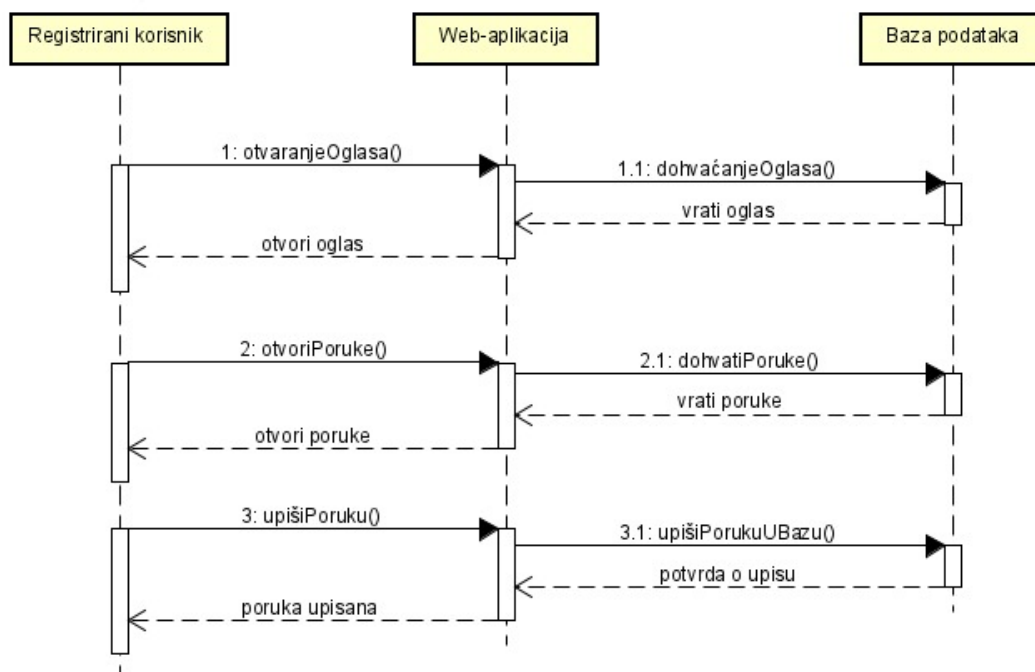 Registrirani korisnik
Web-aplikacija
Baza podataka
1: otvaranjeOglasa()
1.1: dohvaćanjeOglasa()
vrati oglas
otvori oglas
2: otvoriPoruke()
2.1: dohvatiPoruke()
vrati poruke
otvori poruke
3: upišiPoruku()
3.1: upišiPorukuUBazu()
potvrda o upisu
poruka upisana